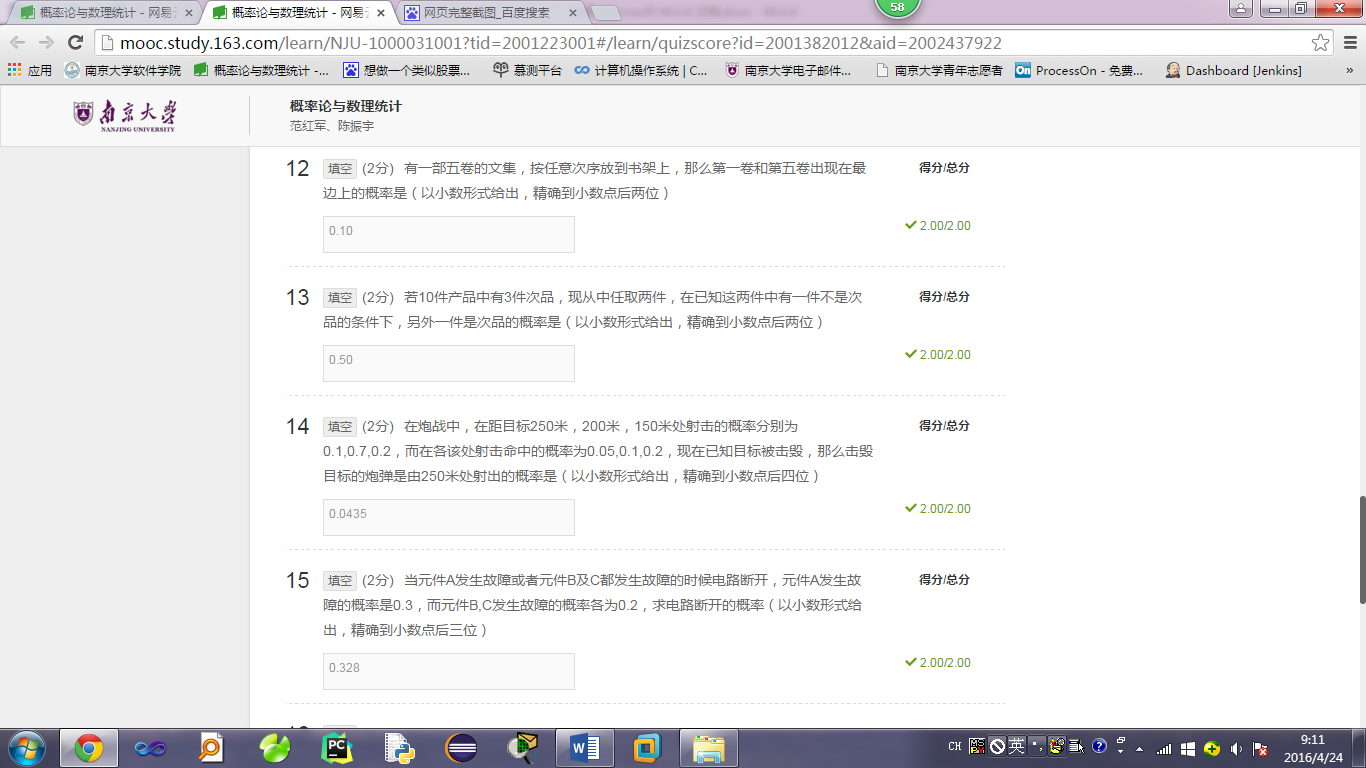 58
概率论与数理统计 - 网易云
概率论与数理统计 - 网易云
网页完整截图_百度搜索
mooc.study.163.com/learn/NJU-1000031001?tid=2001223001#/learn/quizscore?id=2001382012&aid=2002437922
应用 南京大学软件学院 概率论与数理统计 -... 想做一个类似股票... 慕测平台 计算机操作系统 | C... 南京大学电子邮件... 南京大学青年志愿者 ProcessOn - 免费... Dashboard [Jenkins] »
南京大学
NANJING UNIVERSITY
概率论与数理统计
范红军、陈振宇
12 填空 (2分) 有一部五卷的文集，按任意次序放到书架上，那么第一卷和第五卷出现在最
边上的概率是（以小数形式给出，精确到小数点后两位）
得分/总分
0.10
2.00/2.00
13 填空 (2分) 若10件产品中有3件次品，现从中任取两件，在已知这两件中有一件不是次
品的条件下，另外一件是次品的概率是（以小数形式给出，精确到小数点后两位）
得分/总分
0.50
2.00/2.00
14 填空 (2分) 在炮战中，在距目标250米，200米，150米处射击的概率分别为
0.1,0.7,0.2，而在各该处射击命中的概率为0.05,0.1,0.2，现在已知目标被击毁，那么击毁
目标的炮弹是由250米处射出的概率是（以小数形式给出，精确到小数点后四位）
得分/总分
0.0435
2.00/2.00
15 填空 (2分) 当元件A发生故障或者元件B及C都发生故障的时候电路断开，元件A发生故
障的概率是0.3，而元件B,C发生故障的概率各为0.2，求电路断开的概率（以小数形式给
出，精确到小数点后三位）
得分/总分
0.328
2.00/2.00
CH 英
9:11
2016/4/24